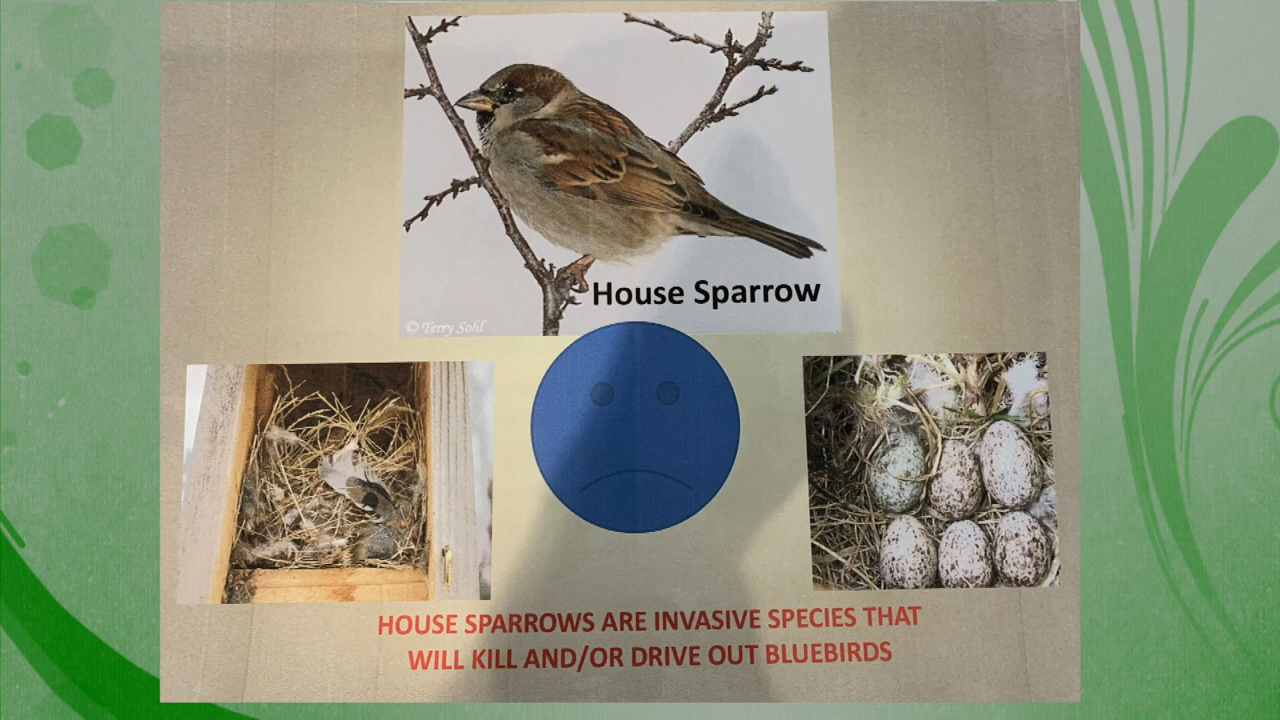 House Sparrow
© Terry Sohl
HOUSE SPARROWS ARE INVASIVE SPECIES THAT
WILL KILL AND/OR DRIVE OUT BLUEBIRDS